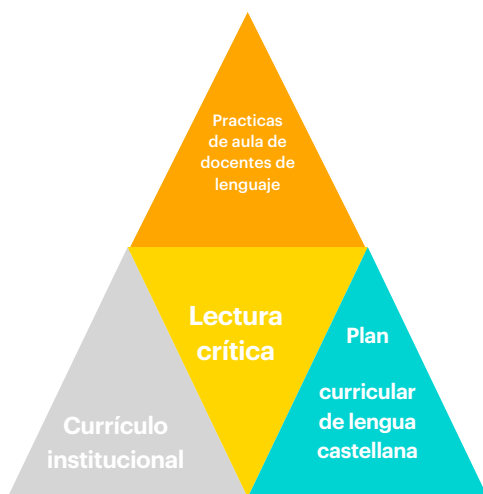 Practicas
de aula de
docentes de
lenguaje
Lectura
crítica
Plan
curricular
de lengua
castellana
Currículo
institucional